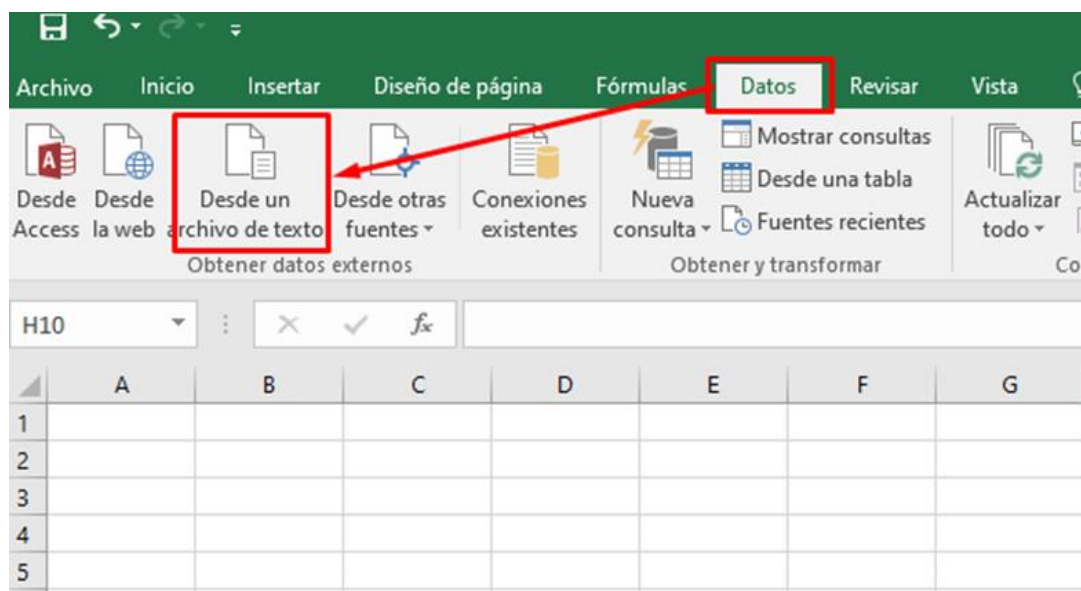 Archivo Inicio Insertar Diseño de página Fórmulas Datos Revisar Vista
Desde Access
Desde la web
Desde un archivo de texto
Desde otras fuentes
Conexiones existentes
Obtener datos externos
Nueva consulta
Mostrar consultas
Desde una tabla
Fuentes recientes
Obtener y transformar
Actualizar todo
Co
H10 fx
A B C D E F G
1
2
3
4
5